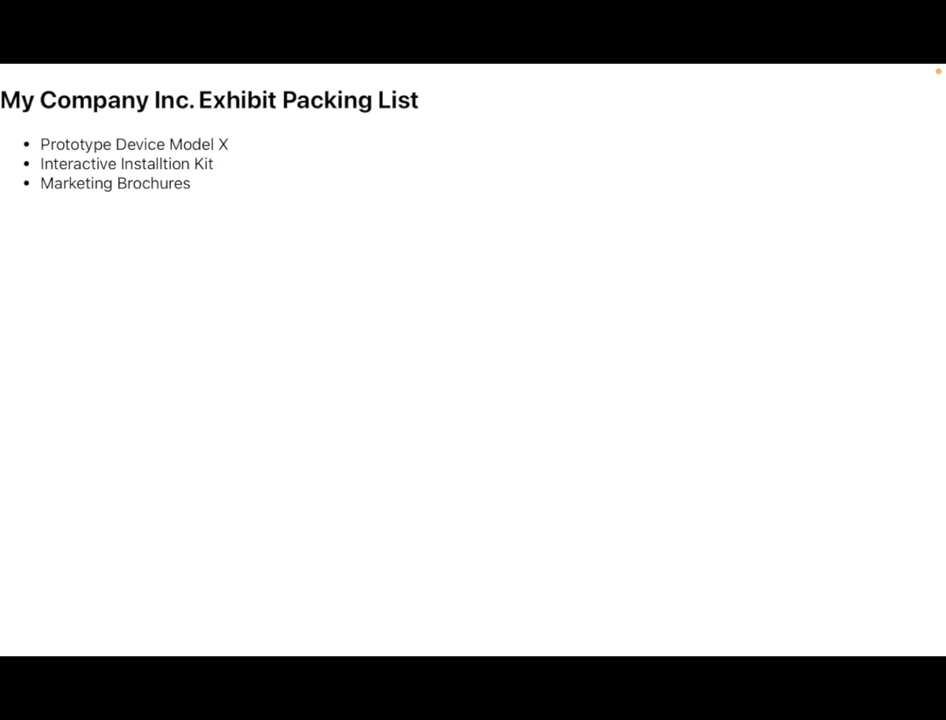 My Company Inc. Exhibit Packing List
• Prototype Device Model X
• Interactive Installtion Kit
• Marketing Brochures